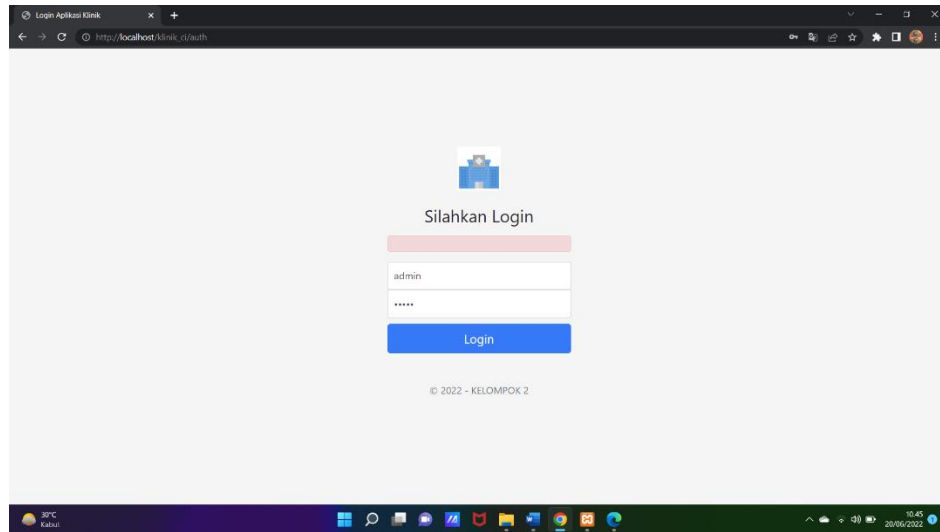 Login Aplikasi Klinik
http://localhost/klinik_ci/auth
Silahkan Login
admin
•••••
Login
© 2022 - KELOMPOK 2
30°C
Kabut
10.45
20/06/2022